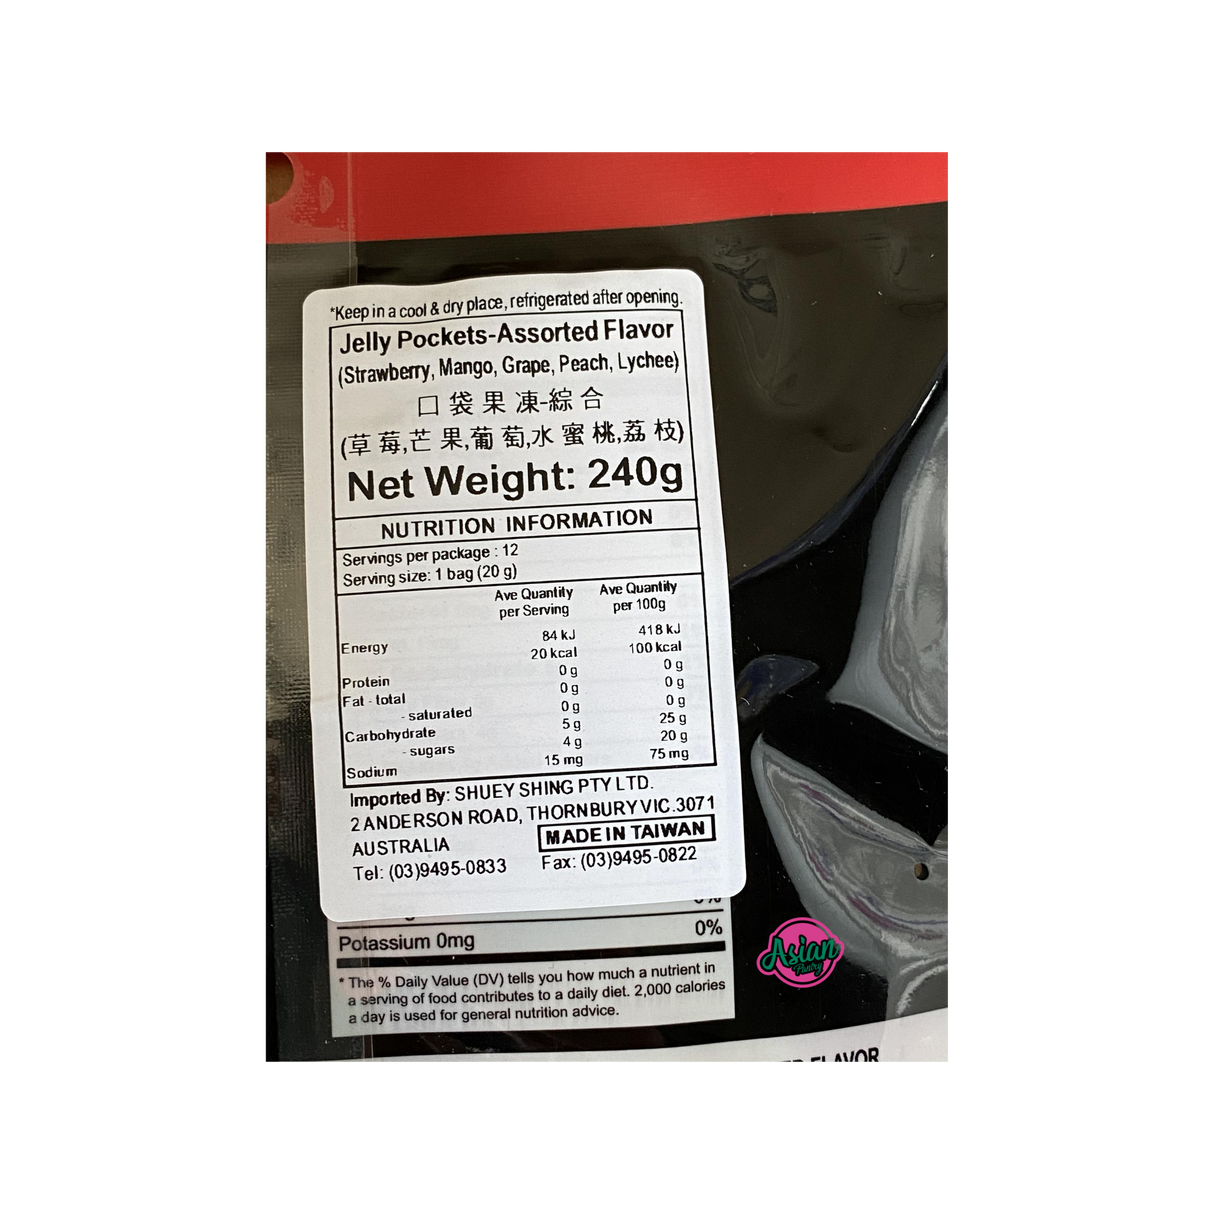 *Keep in a cool & dry place, refrigerated after opening.
Jelly Pockets-Assorted Flavor
(Strawberry, Mango, Grape, Peach, Lychee)
口袋果凍-綜合
(草莓,芒果,葡萄,水蜜桃,荔枝)
Net Weight: 240g
NUTRITION INFORMATION
Servings per package : 12
Serving size: 1 bag (20 g)
Ave Quantity per Serving Ave Quantity per 100g
Energy 84 kJ 418 kJ
20 kcal 100 kcal
Protein 0 g 0 g
Fat - total 0 g 0 g
- saturated 0 g 0 g
Carbohydrate 5 g 25 g
- sugars 4 g 20 g
Sodium 15 mg 75 mg
Imported By: SHUEY SHING PTY LTD.
2 ANDERSON ROAD, THORNBURY VIC.3071
AUSTRALIA MADE IN TAIWAN
Tel: (03)9495-0833 Fax: (03)9495-0822
Potassium 0mg 0%
* The % Daily Value (DV) tells you how much a nutrient in
a serving of food contributes to a daily diet. 2,000 calories
a day is used for general nutrition advice.
Asian
Pantry
FLAVOR